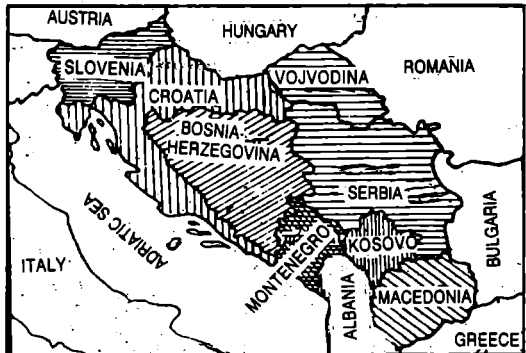 AUSTRIA
HUNGARY
SLOVENIA
VOJVODINA
ROMANIA
CROATIA
BOSNIA-
HERZEGOVINA
SERBIA
ADRIATIC SEA
MONTENEGRO
KOSOVO
BULGARIA
ITALY
ALBANIA
MACEDONIA
GREECE